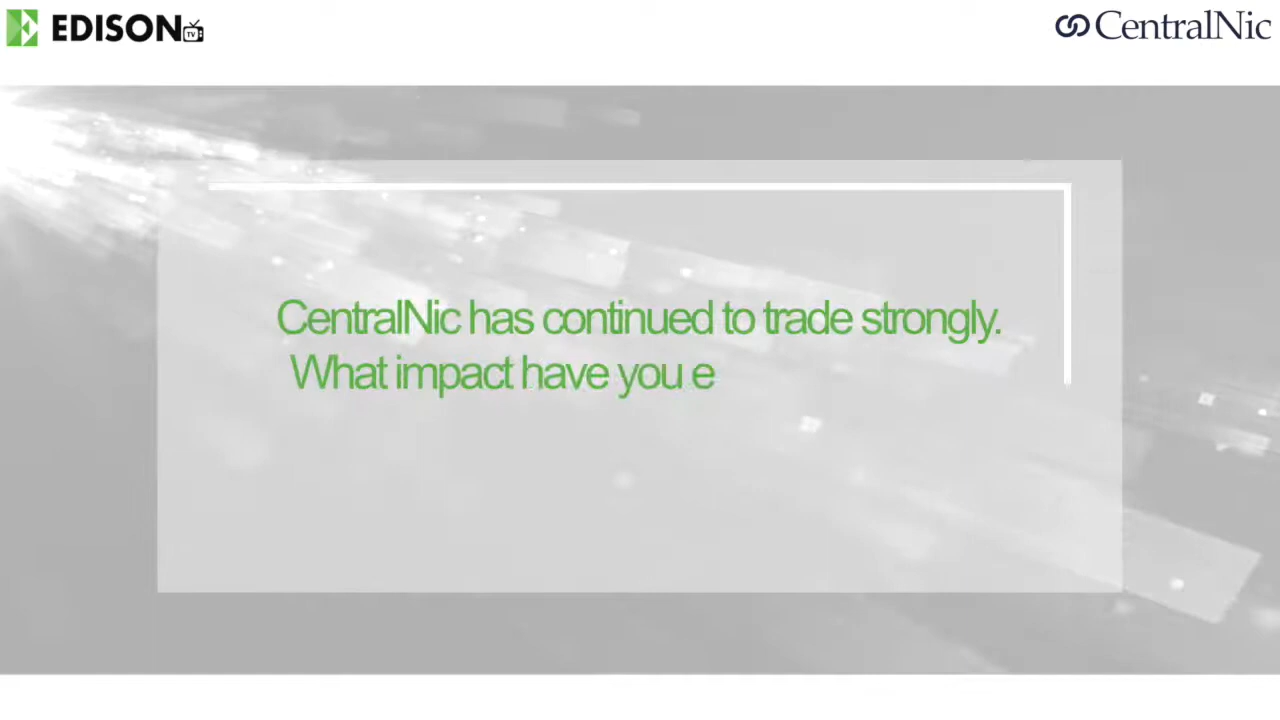 EDISON TV
CentralNic
CentralNic has continued to trade strongly.
What impact have you e